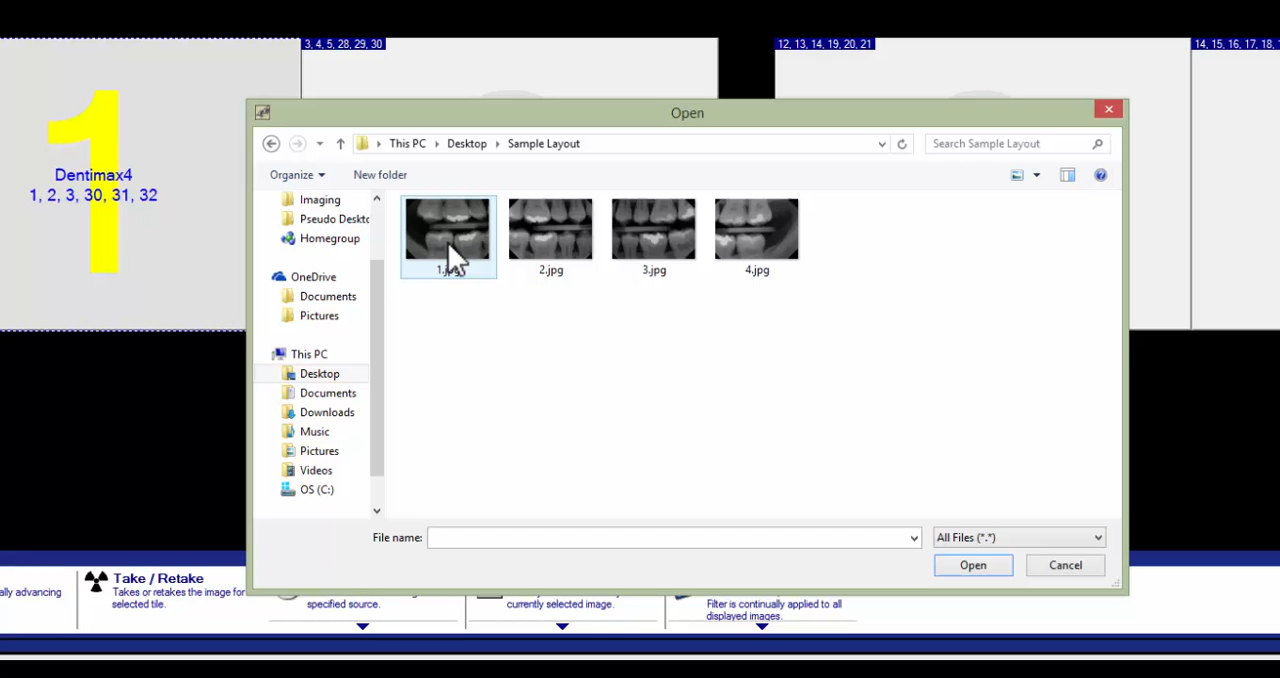 3, 4, 5, 28, 29, 30
12, 13, 14, 19, 20, 21
14, 15, 16, 17, 18,
1
Dentimax4
1, 2, 3, 30, 31, 32
Open
This PC Desktop Sample Layout
Search Sample Layout
Organize New folder
Imaging
Pseudo Deskto
Homegroup
OneDrive
Documents
Pictures
This PC
Desktop
Documents
Downloads
Music
Pictures
Videos
OS (C:)
1.jpg
2.jpg
3.jpg
4.jpg
File name:
All Files (*.*)
Open Cancel
ally advancing
Take / Retake
Takes or retakes the image for
selected tile.
specified source.
currently selected image.
Filter is continually applied to all
displayed images.